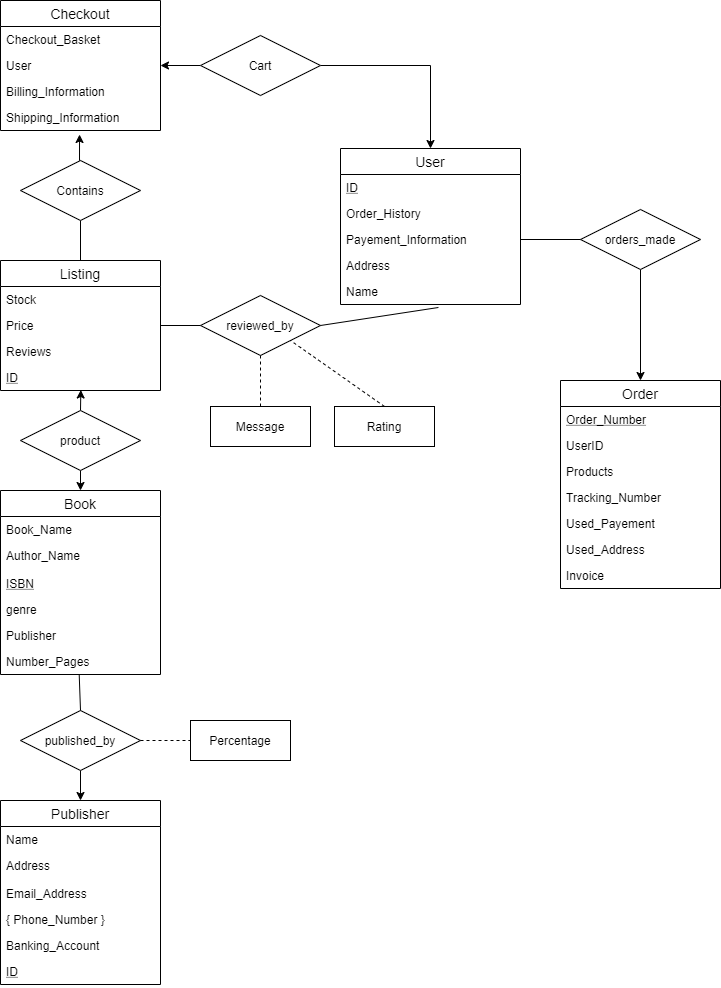 Checkout
Checkout_Basket
User
Billing_Information
Shipping_Information
Cart
Contains
User
ID
Order_History
Payement_Information
Address
Name
orders_made
Listing
Stock
Price
Reviews
ID
reviewed_by
Message
Rating
product
Order
Order_Number
UserID
Products
Tracking_Number
Used_Payement
Used_Address
Invoice
Book
Book_Name
Author_Name
ISBN
genre
Publisher
Number_Pages
published_by
Percentage
Publisher
Name
Address
Email_Address
{ Phone_Number }
Banking_Account
ID